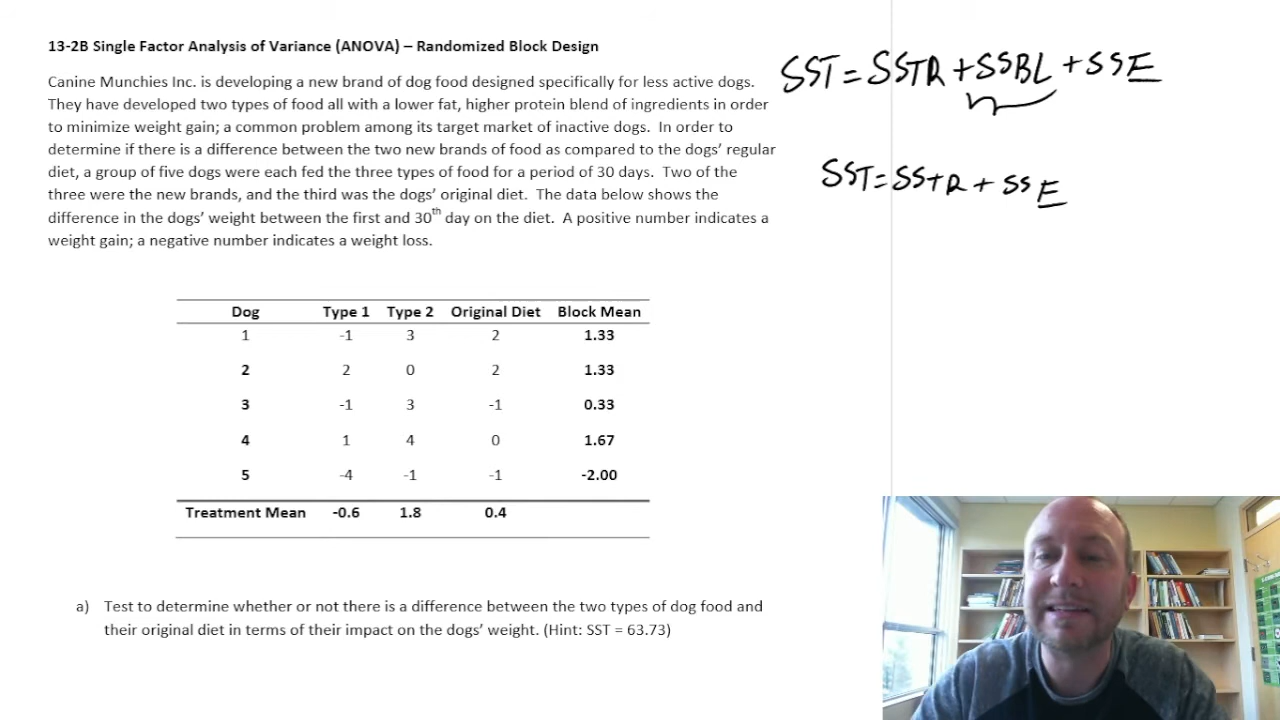 13-2B Single Factor Analysis of Variance (ANOVA) – Randomized Block Design
Canine Munchies Inc. is developing a new brand of dog food designed specifically for less active dogs.
They have developed two types of food all with a lower fat, higher protein blend of ingredients in order
to minimize weight gain; a common problem among its target market of inactive dogs. In order to
determine if there is a difference between the two new brands of food as compared to the dogs’ regular
diet, a group of five dogs were each fed the three types of food for a period of 30 days. Two of the
three were the new brands, and the third was the dogs’ original diet. The data below shows the
difference in the dogs’ weight between the first and 30th day on the diet. A positive number indicates a
weight gain; a negative number indicates a weight loss.
SST = SSTR + SSBL + SSE
SST = SSTR + SSE
Dog Type 1 Type 2 Original Diet Block Mean
1 -1 3 2 1.33
2 2 0 2 1.33
3 -1 3 -1 0.33
4 1 4 0 1.67
5 -4 -1 -1 -2.00
Treatment Mean -0.6 1.8 0.4
a) Test to determine whether or not there is a difference between the two types of dog food and
their original diet in terms of their impact on the dogs’ weight. (Hint: SST = 63.73)